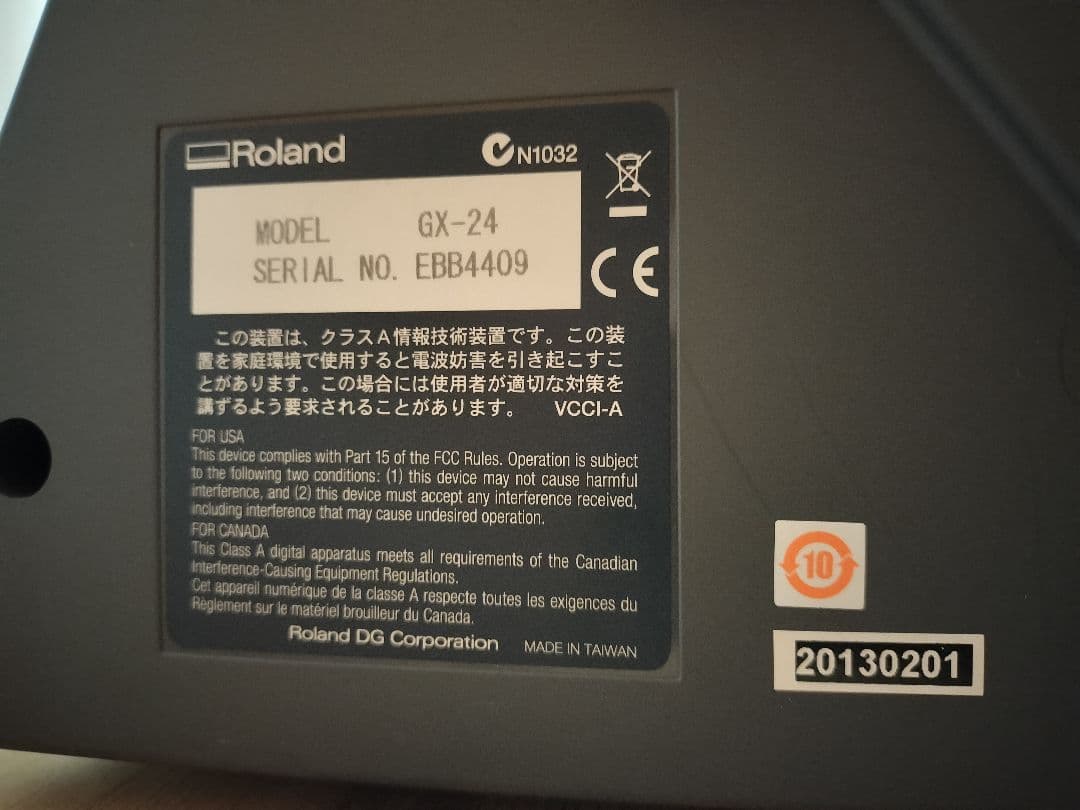 Roland
N1032
MODEL GX-24
SERIAL NO. EBB4409
CE
この装置は、クラスA情報技術装置です。この装
置を家庭環境で使用すると電波妨害を引き起こすこ
とがあります。この場合には使用者が適切な対策を
講ずるよう要求されることがあります。 VCCI-A
FOR USA
This device complies with Part 15 of the FCC Rules. Operation is subject
to the following two conditions: (1) this device may not cause harmful
interference, and (2) this device must accept any interference received,
including interference that may cause undesired operation.
FOR CANADA
This Class A digital apparatus meets all requirements of the Canadian
Interference-Causing Equipment Regulations.
Cet appareil numérique de la classe A respecte toutes les exigences du
Règlement sur le matériel brouilleur du Canada.
Roland DG Corporation MADE IN TAIWAN
10
20130201